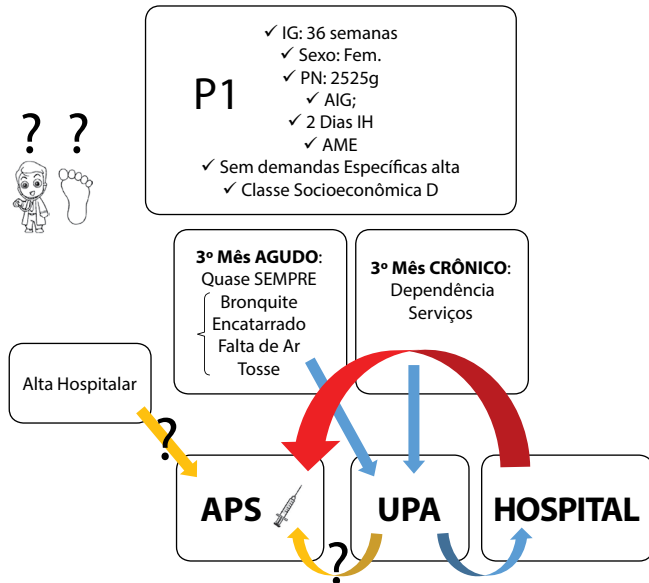 ✓ IG: 36 semanas
✓ Sexo: Fem.
P1
✓ PN: 2525g
✓ AIG;
✓ 2 Dias IH
✓ AME
✓ Sem demandas Específicas alta
✓ Classe Socioeconômica D
? ?
3º Mês AGUDO:
Quase SEMPRE
Bronquite
Encatarrado
Falta de Ar
Tosse
3º Mês CRÔNICO:
Dependência
Serviços
Alta Hospitalar
?
APS
UPA
HOSPITAL
?